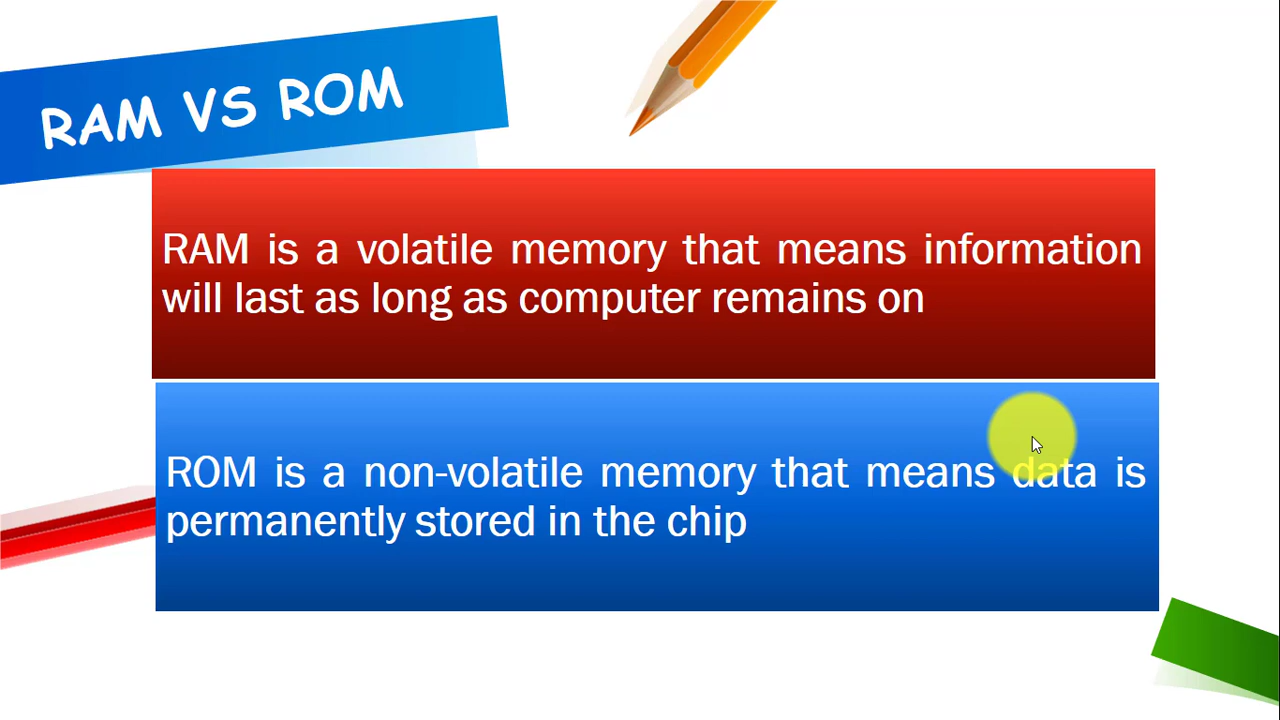 RAM VS ROM
RAM is a volatile memory that means information
will last as long as computer remains on
ROM is a non-volatile memory that means data is
permanently stored in the chip